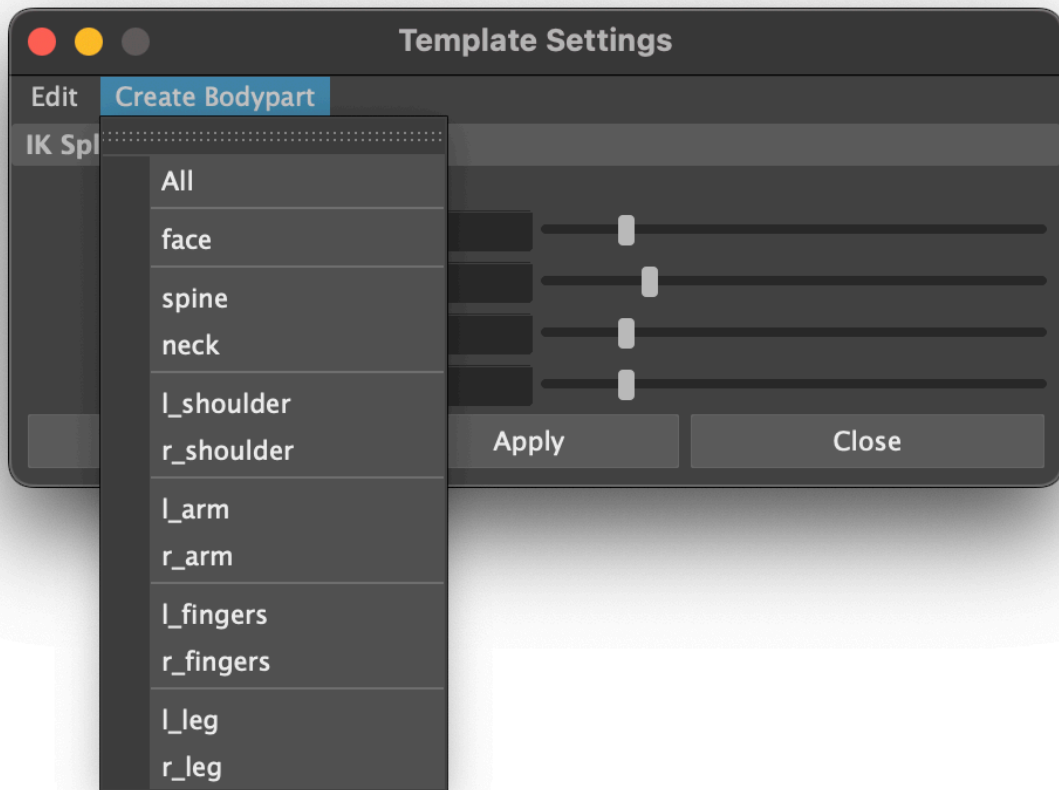 Template Settings
Edit Create Bodypart
IK Spl
All
face
spine
neck
l_shoulder
r_shoulder
l_arm
r_arm
Apply Close
l_fingers
r_fingers
l_leg
r_leg